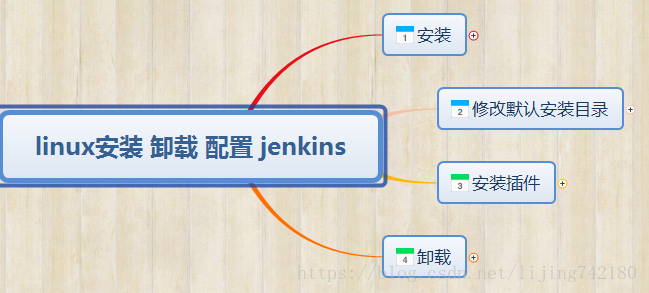 linux安装 卸载 配置 jenkins
1 安装
2 修改默认安装目录
3 安装插件
4 卸载
https://blog.csdn.net/lijing742180